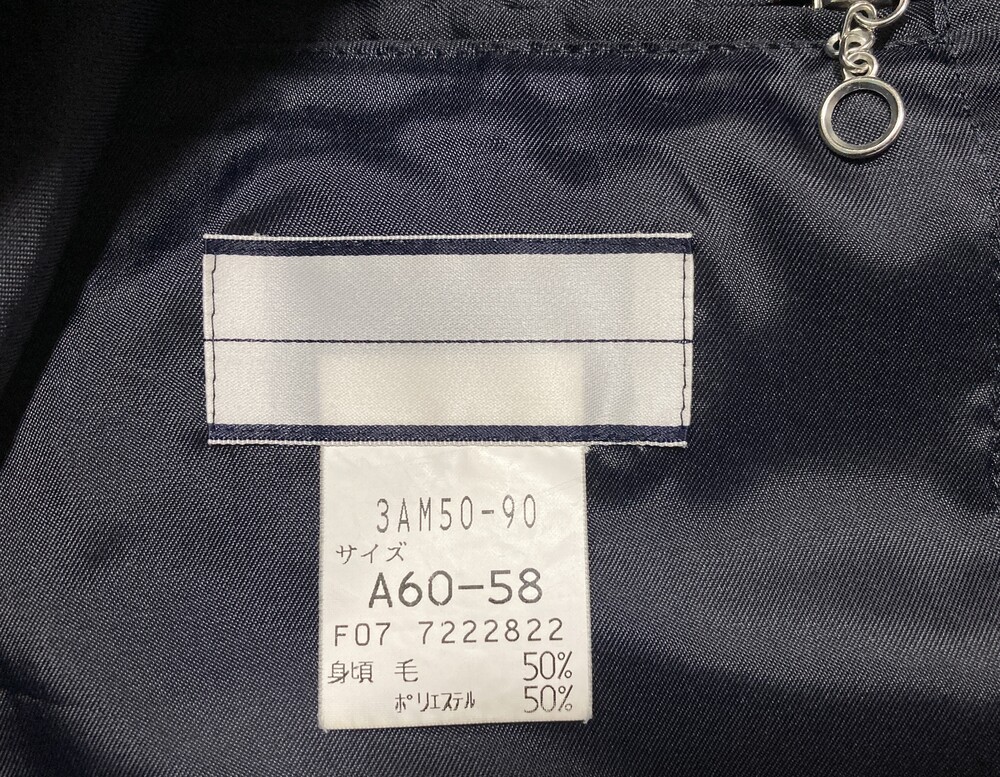 3AM50-90
サイズ
A60-58
F07 7222822
身頃 毛 50%
ポリエステル 50%